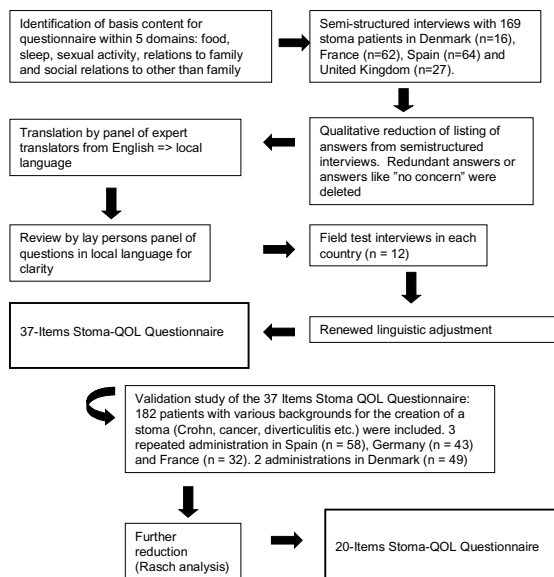 Identification of basis content for
questionnaire within 5 domains: food,
sleep, sexual activity, relations to family
and social relations to other than family
Semi-structured interviews with 169
stoma patients in Denmark (n=16),
France (n=62), Spain (n=64) and
United Kingdom (n=27).
Qualitative reduction of listing of
answers from semistructured
interviews. Redundant answers or
answers like ”no concern” were
deleted
Translation by panel of expert
translators from English => local
language
Review by lay persons panel of
questions in local language for
clarity
Field test interviews in each
country (n = 12)
Renewed linguistic adjustment
37-Items Stoma-QOL Questionnaire
Validation study of the 37 Items Stoma QOL Questionnaire:
182 patients with various backgrounds for the creation of a
stoma (Crohn, cancer, diverticulitis etc.) were included. 3
repeated administration in Spain (n = 58), Germany (n = 43)
and France (n = 32). 2 administrations in Denmark (n = 49)
Further
reduction
(Rasch analysis)
20-Items Stoma-QOL Questionnaire